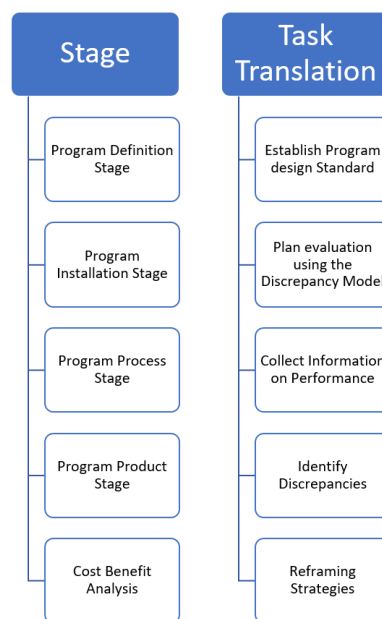 Stage
Program Definition
Stage
Program
Installation Stage
Program Process
Stage
Program Product
Stage
Cost Benefit
Analysis
Task
Translation
Establish Program
design Standard
Plan evaluation
using the
Discrepancy Model
Collect Information
on Performance
Identify
Discrepancies
Reframing
Strategies